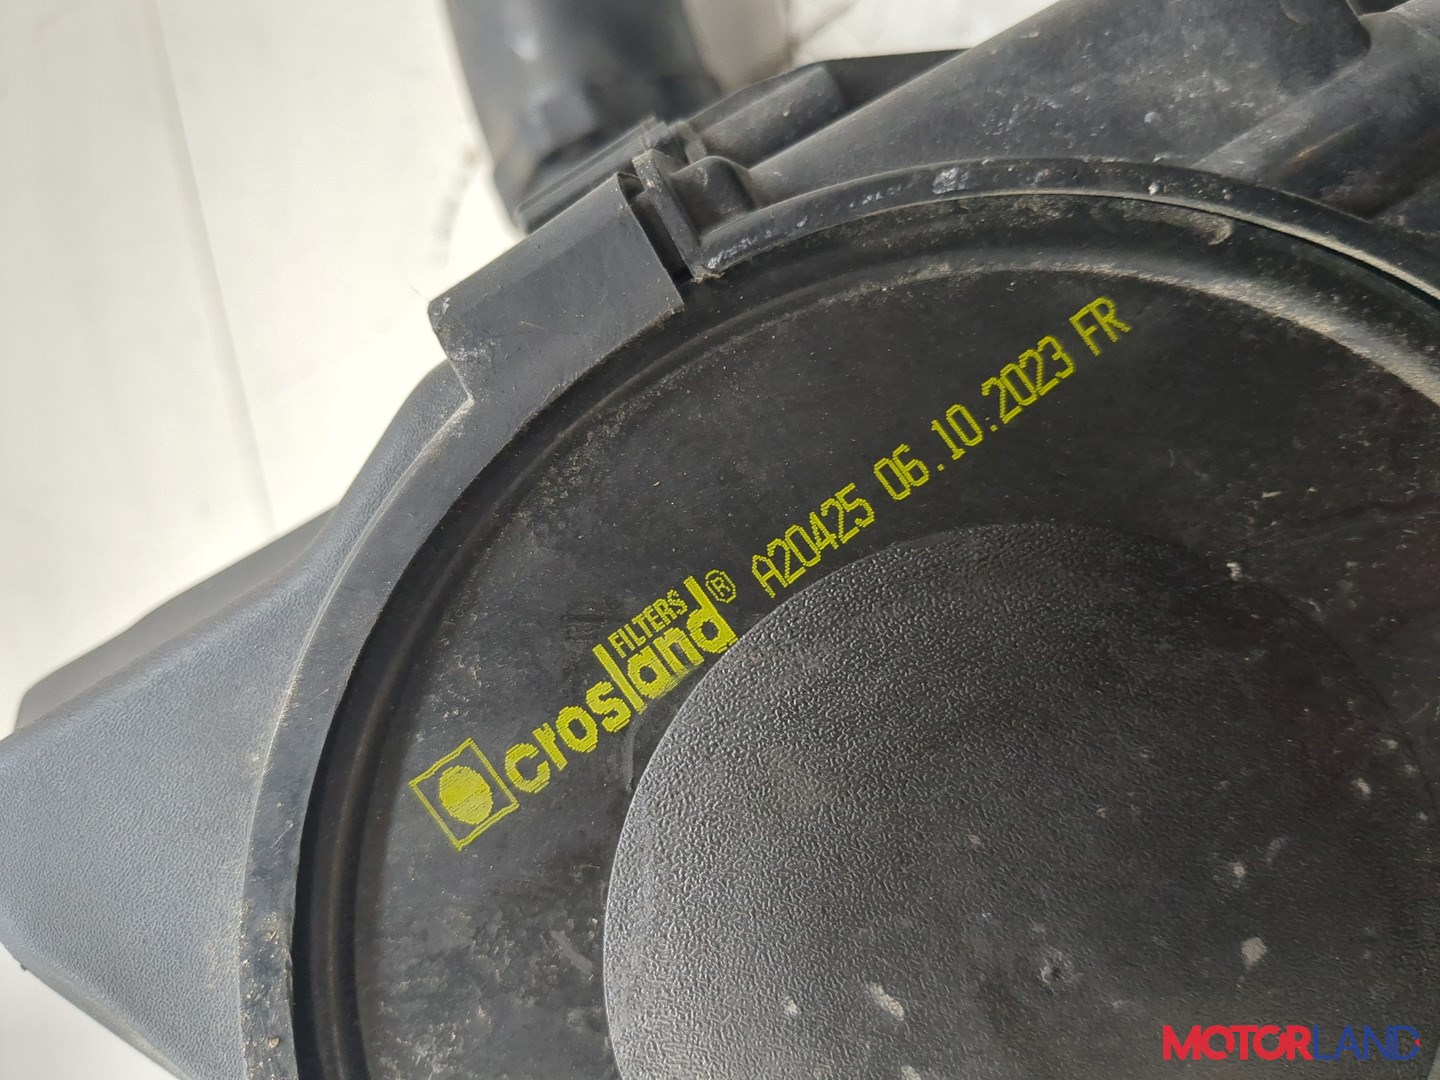 crosland® A20425 06.10.2023 FR
FILTERS
MOTORLAND